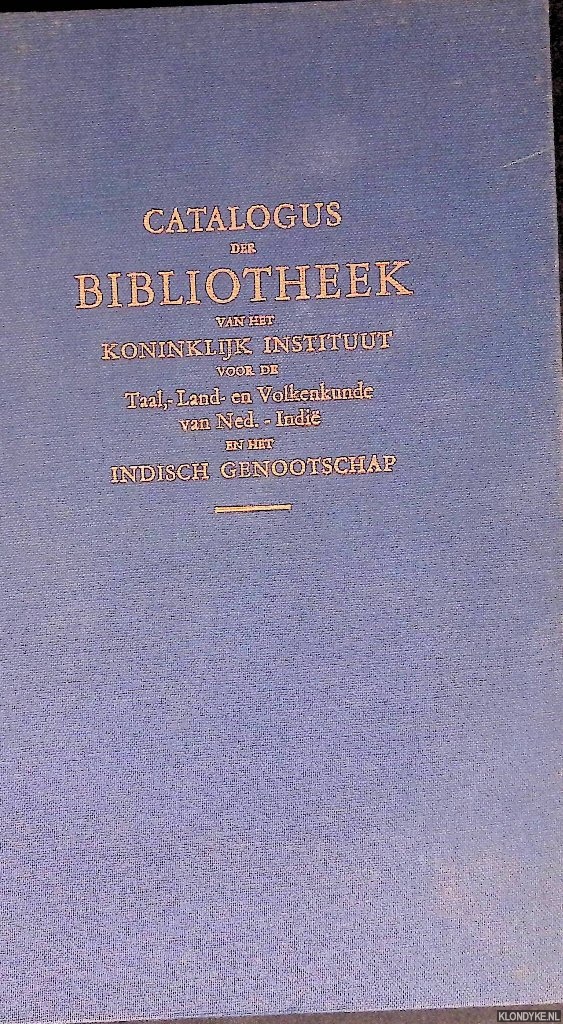 CATALOGUS
DER
BIBLIOTHEEK
VAN HET
KONINKLIJK INSTITUUT
VOOR DE
Taal,- Land- en Volkenkunde
van Ned. - Indië
EN HET
INDISCH GENOOTSCHAP
KLONDYKE.NL